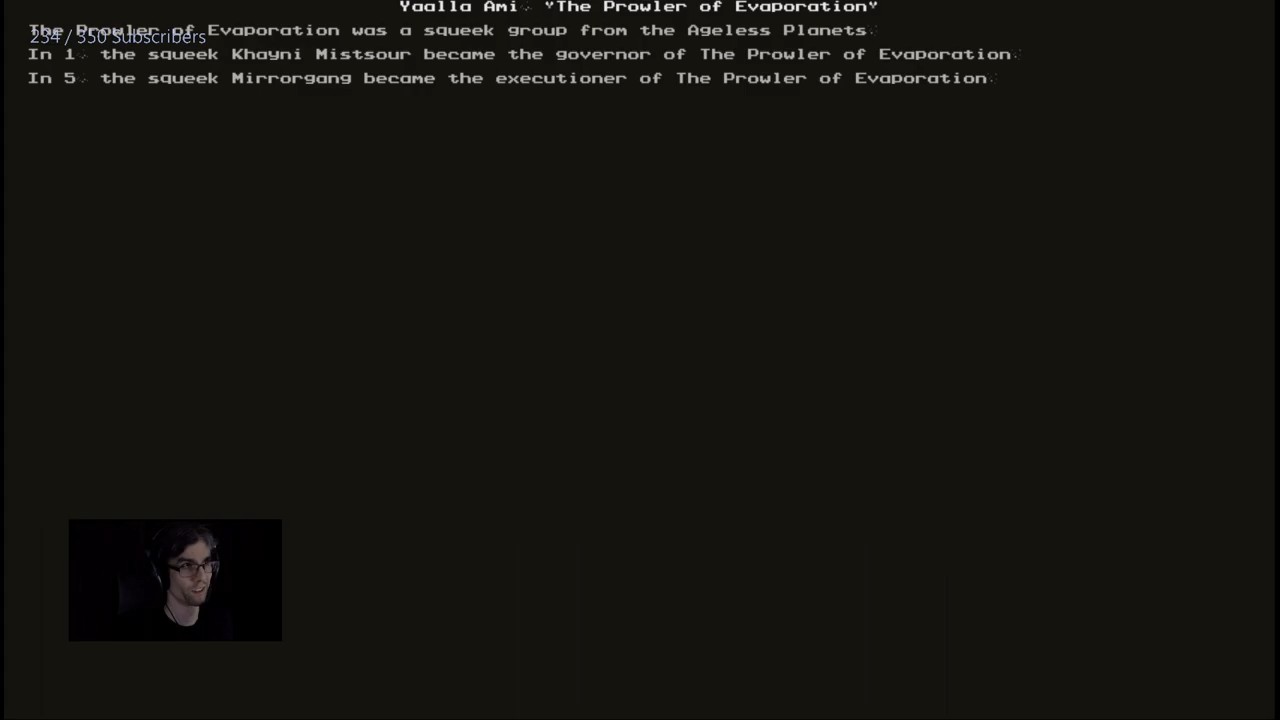 Yaalla Ami, "The Prowler of Evaporation"
The Prowler of Evaporation was a squeek group from the Ageless Planets.
234 / 350 Subscribers
In 1, the squeek Khayni Mistsour became the governor of The Prowler of Evaporation.
In 5, the squeek Mirrorgang became the executioner of The Prowler of Evaporation.